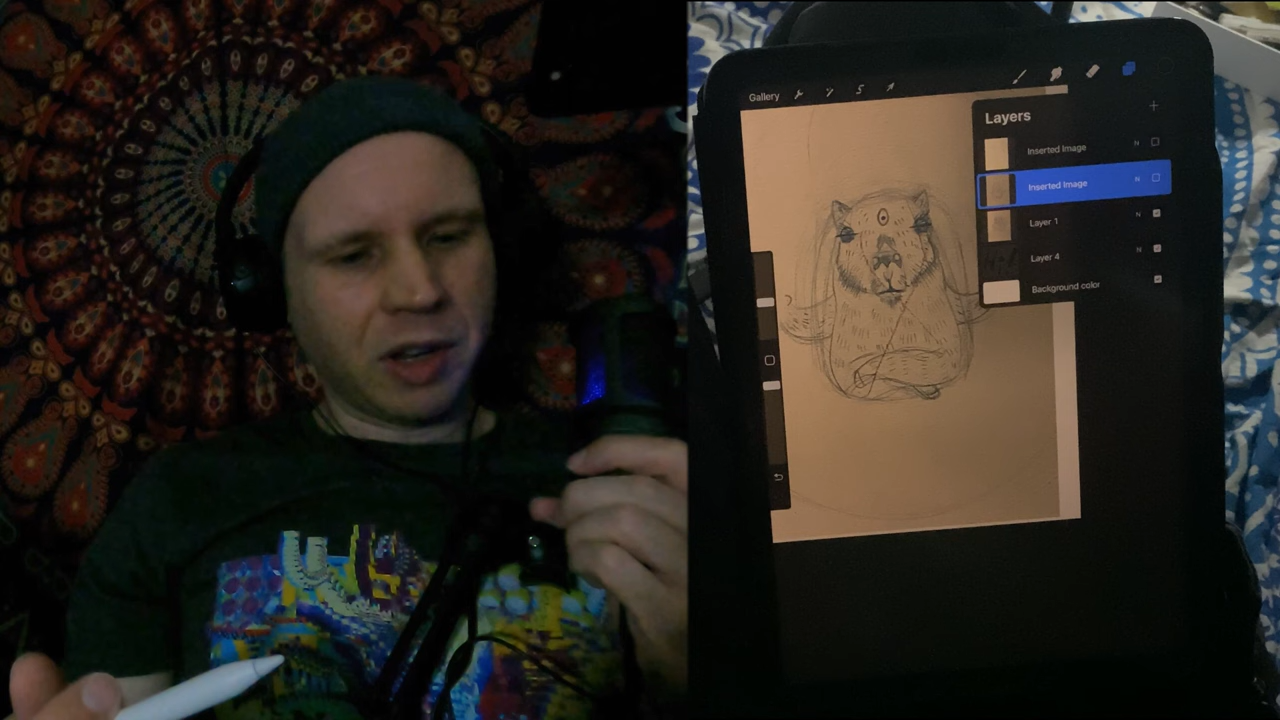 Gallery
Layers
Inserted Image N
Inserted Image N
Layer 1 N
Layer 4 N
Background color